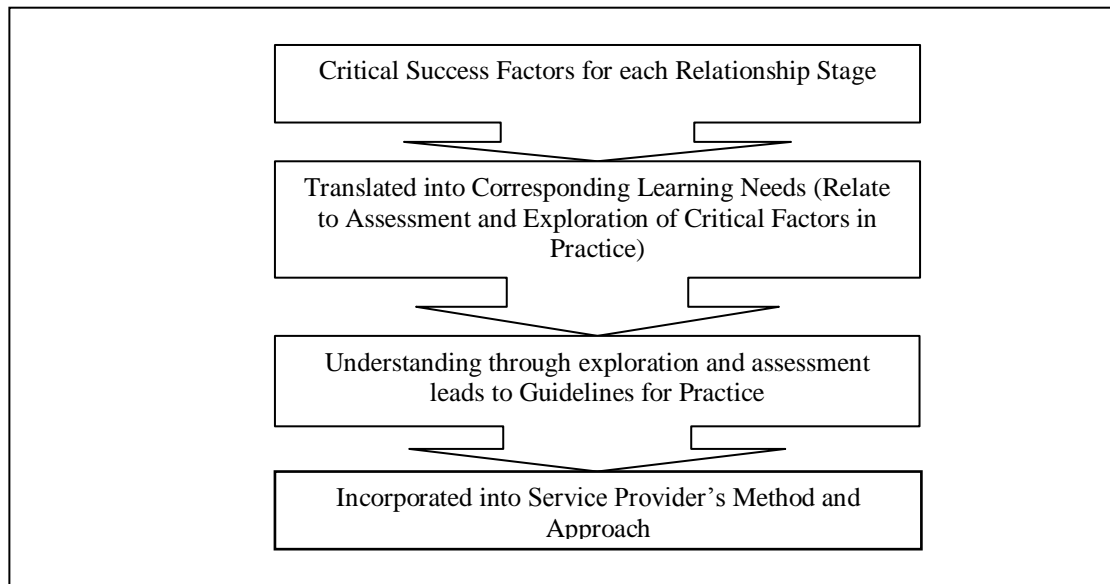 Critical Success Factors for each Relationship Stage
Translated into Corresponding Learning Needs (Relate
to Assessment and Exploration of Critical Factors in
Practice)
Understanding through exploration and assessment
leads to Guidelines for Practice
Incorporated into Service Provider’s Method and
Approach